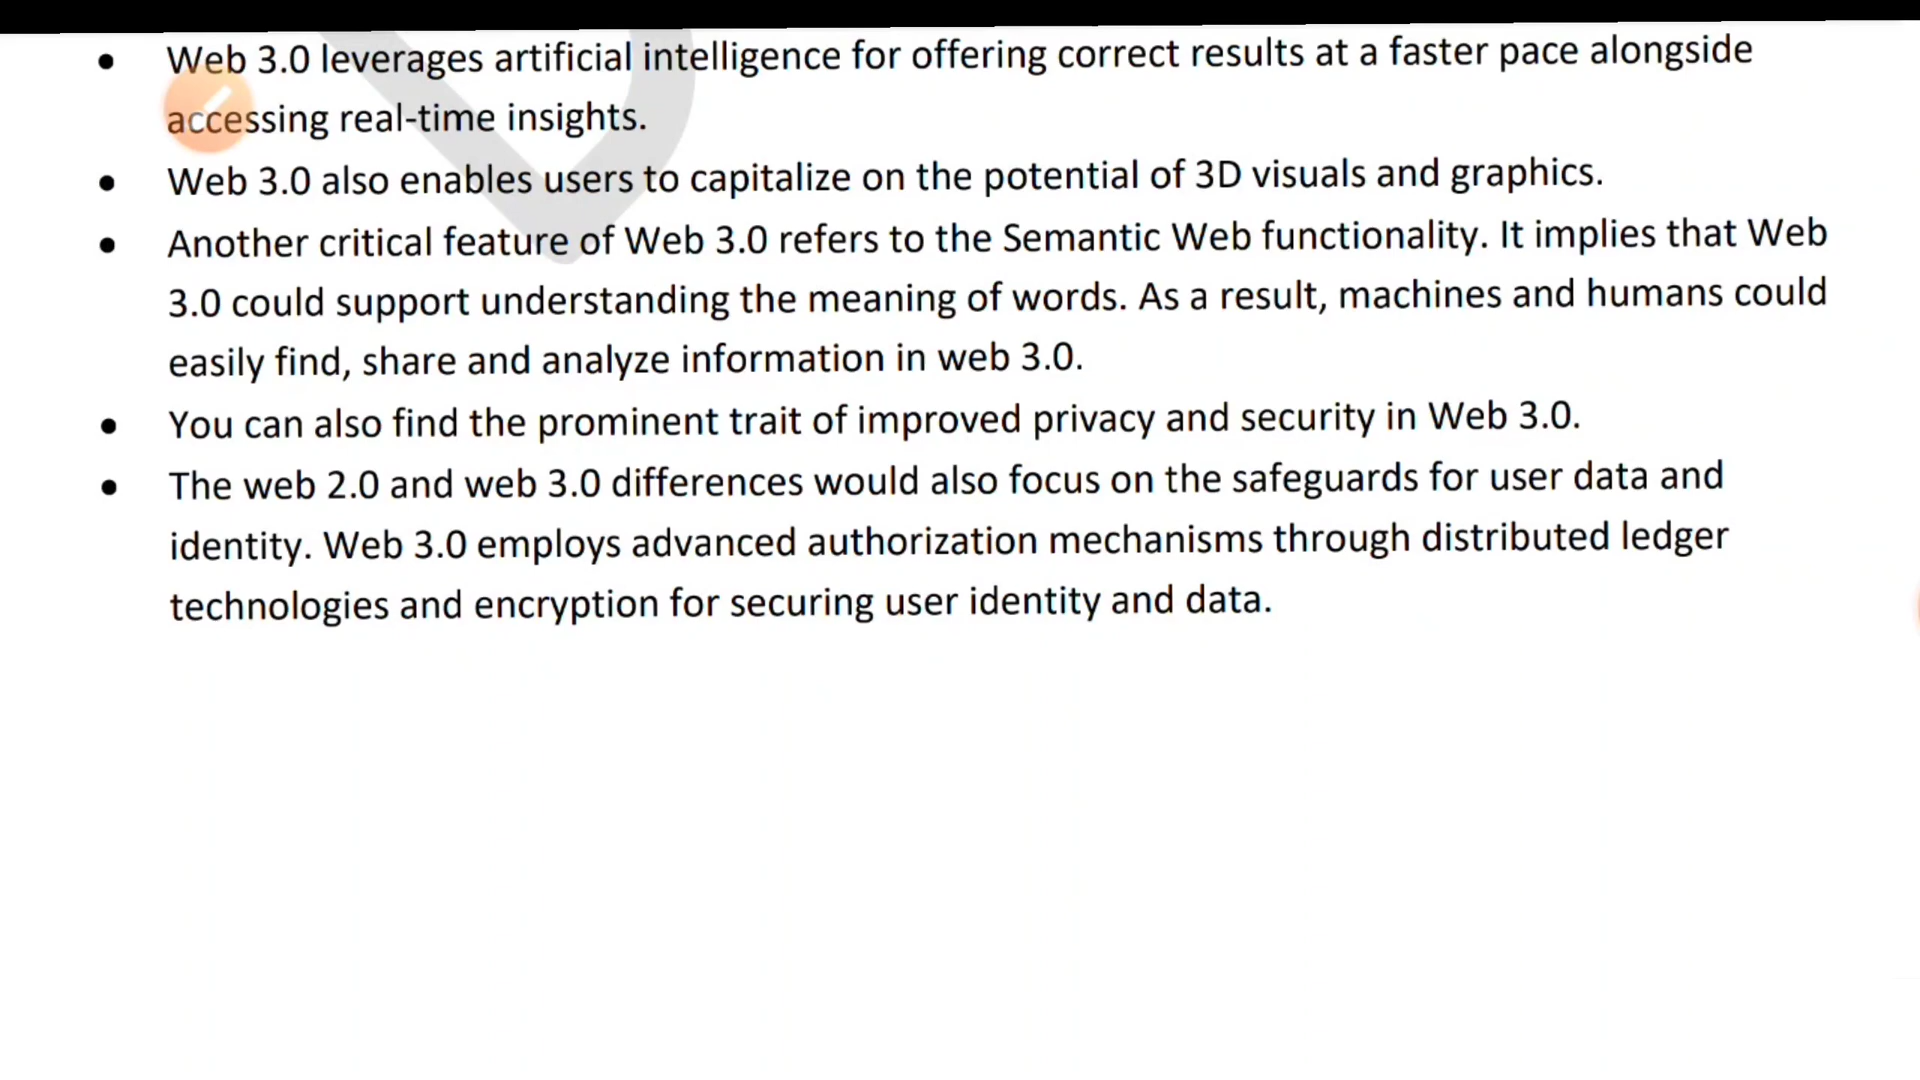 • Web 3.0 leverages artificial intelligence for offering correct results at a faster pace alongside
accessing real-time insights.
• Web 3.0 also enables users to capitalize on the potential of 3D visuals and graphics.
• Another critical feature of Web 3.0 refers to the Semantic Web functionality. It implies that Web
3.0 could support understanding the meaning of words. As a result, machines and humans could
easily find, share and analyze information in web 3.0.
• You can also find the prominent trait of improved privacy and security in Web 3.0.
• The web 2.0 and web 3.0 differences would also focus on the safeguards for user data and
identity. Web 3.0 employs advanced authorization mechanisms through distributed ledger
technologies and encryption for securing user identity and data.